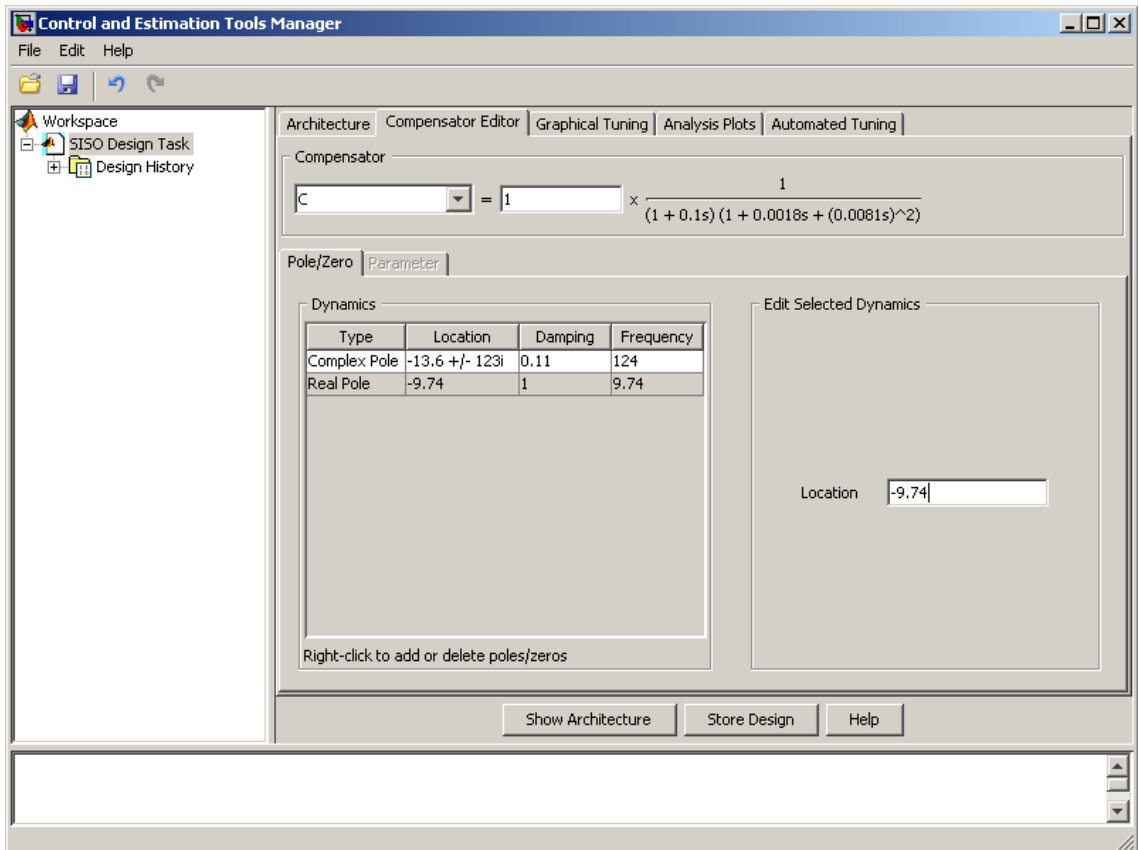 Control and Estimation Tools Manager
File Edit Help
Workspace
SISO Design Task
Design History
Architecture Compensator Editor Graphical Tuning Analysis Plots Automated Tuning
Compensator
C = 1 x 1
(1 + 0.1s) (1 + 0.0018s + (0.0081s)^2)
Pole/Zero Parameter
Dynamics
Type Location Damping Frequency
Complex Pole -13.6 +/- 123i 0.11 124
Real Pole -9.74 1 9.74
Right-click to add or delete poles/zeros
Edit Selected Dynamics
Location -9.74
Show Architecture Store Design Help